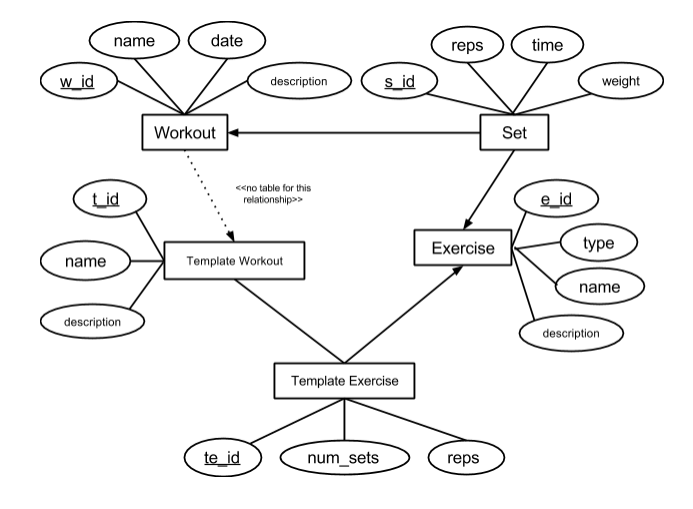 name
date
w_id
description
Workout
reps
time
s_id
weight
Set
<<no table for this
relationship>>
t_id
name
description
Template Workout
e_id
type
name
description
Exercise
Template Exercise
te_id
num_sets
reps